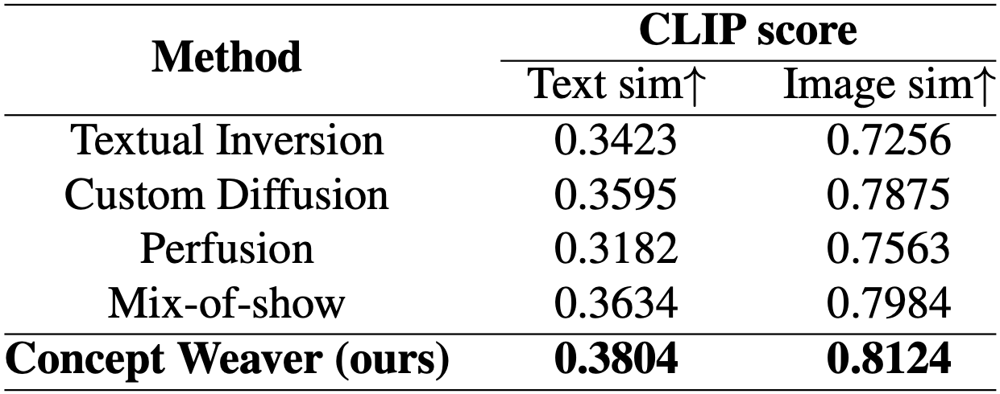 Method CLIP score
Text sim↑ Image sim↑
Textual Inversion 0.3423 0.7256
Custom Diffusion 0.3595 0.7875
Perfusion 0.3182 0.7563
Mix-of-show 0.3634 0.7984
Concept Weaver (ours) 0.3804 0.8124